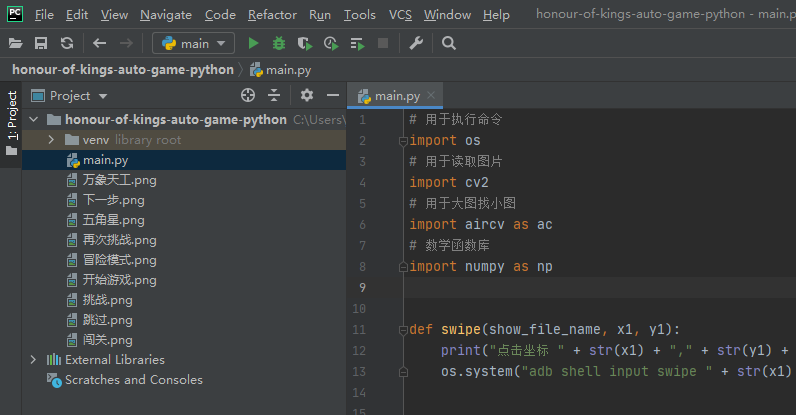 PC File Edit View Navigate Code Refactor Run Tools VCS Window Help honour-of-kings-auto-game-python - main.p
main
honour-of-kings-auto-game-python main.py
1: Project
Project
main.py
honour-of-kings-auto-game-python C:\Users\
venv library root
main.py
万象天工.png
下一步.png
五角星.png
再次挑战.png
冒险模式.png
开始游戏.png
挑战.png
跳过.png
闯关.png
External Libraries
Scratches and Consoles
1 # 用于执行命令
2 import os
3 # 用于读取图片
4 import cv2
5 # 用于大图找小图
6 import aircv as ac
7 # 数学函数库
8 import numpy as np
9
10
11 def swipe(show_file_name, x1, y1):
12 print("点击坐标 " + str(x1) + "," + str(y1) +
13 os.system("adb shell input swipe " + str(x1)
14
15